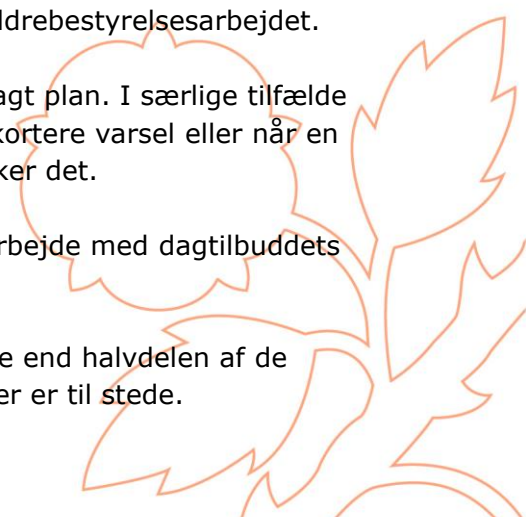 ldrebestyrelsesarbejdet.
agt plan. I særlige tilfælde
kortere varsel eller når en
ker det.
rbejde med dagtilbuddets
e end halvdelen af de
er er til stede.